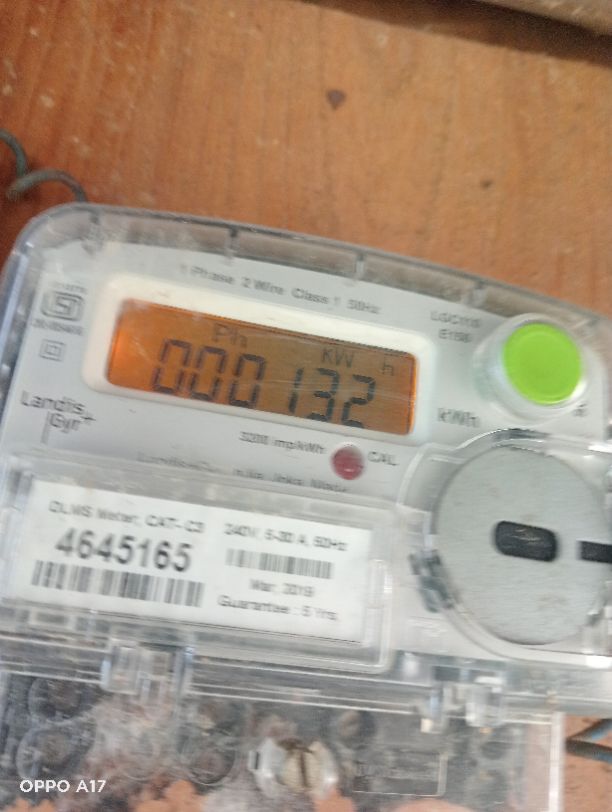 1 Phase 2 Wire Class 1 50Hz
Ph
kW h
000132
kWh
Landis
Gyr+
3200 imp/kWh
CAL
DLMS Meter, CAT-C3
4645165
240V, 5-30 A, 50Hz
Mar, 2019
Guarantee : 5 Yrs,
OPPO A17